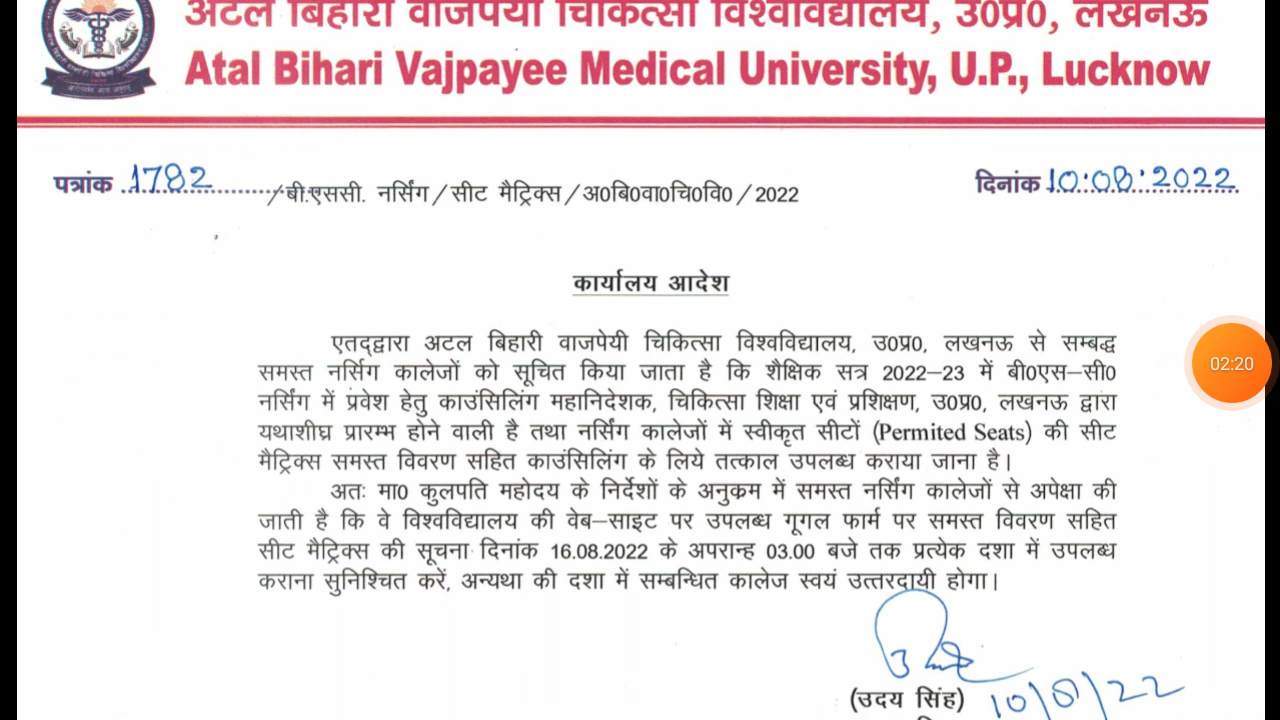 अटल बिहारी वाजपेयी चिकित्सा विश्वविद्यालय, उ0प्र0, लखनऊ
Atal Bihari Vajpayee Medical University, U.P., Lucknow
पत्रांक 1782 /बी.एससी. नर्सिंग/सीट मैट्रिक्स/अ0बि0वा0चि0वि0/2022 दिनांक 10.08.2022
कार्यालय आदेश
एतद्द्वारा अटल बिहारी वाजपेयी चिकित्सा विश्वविद्यालय, उ0प्र0, लखनऊ से सम्बद्ध
समस्त नर्सिग कालेजों को सूचित किया जाता है कि शैक्षिक सत्र 2022–23 में बी0एस–सी0
नर्सिंग में प्रवेश हेतु काउंसिलिंग महानिदेशक, चिकित्सा शिक्षा एवं प्रशिक्षण, उ0प्र0, लखनऊ द्वारा
यथाशीघ्र प्रारम्भ होने वाली है तथा नर्सिंग कालेजों में स्वीकृत सीटों (Permited Seats) की सीट
मैट्रिक्स समस्त विवरण सहित काउंसिलिंग के लिये तत्काल उपलब्ध कराया जाना है।
अतः मा0 कुलपति महोदय के निर्देशों के अनुक्रम में समस्त नर्सिंग कालेजों से अपेक्षा की
जाती है कि वे विश्वविद्यालय की वेब–साइट पर उपलब्ध गूगल फार्म पर समस्त विवरण सहित
सीट मैट्रिक्स की सूचना दिनांक 16.08.2022 के अपरान्ह 03.00 बजे तक प्रत्येक दशा में उपलब्ध
कराना सुनिश्चित करें, अन्यथा की दशा में सम्बन्धित कालेज स्वयं उत्तरदायी होगा।
02:20
(उदय सिंह) 10/8/22